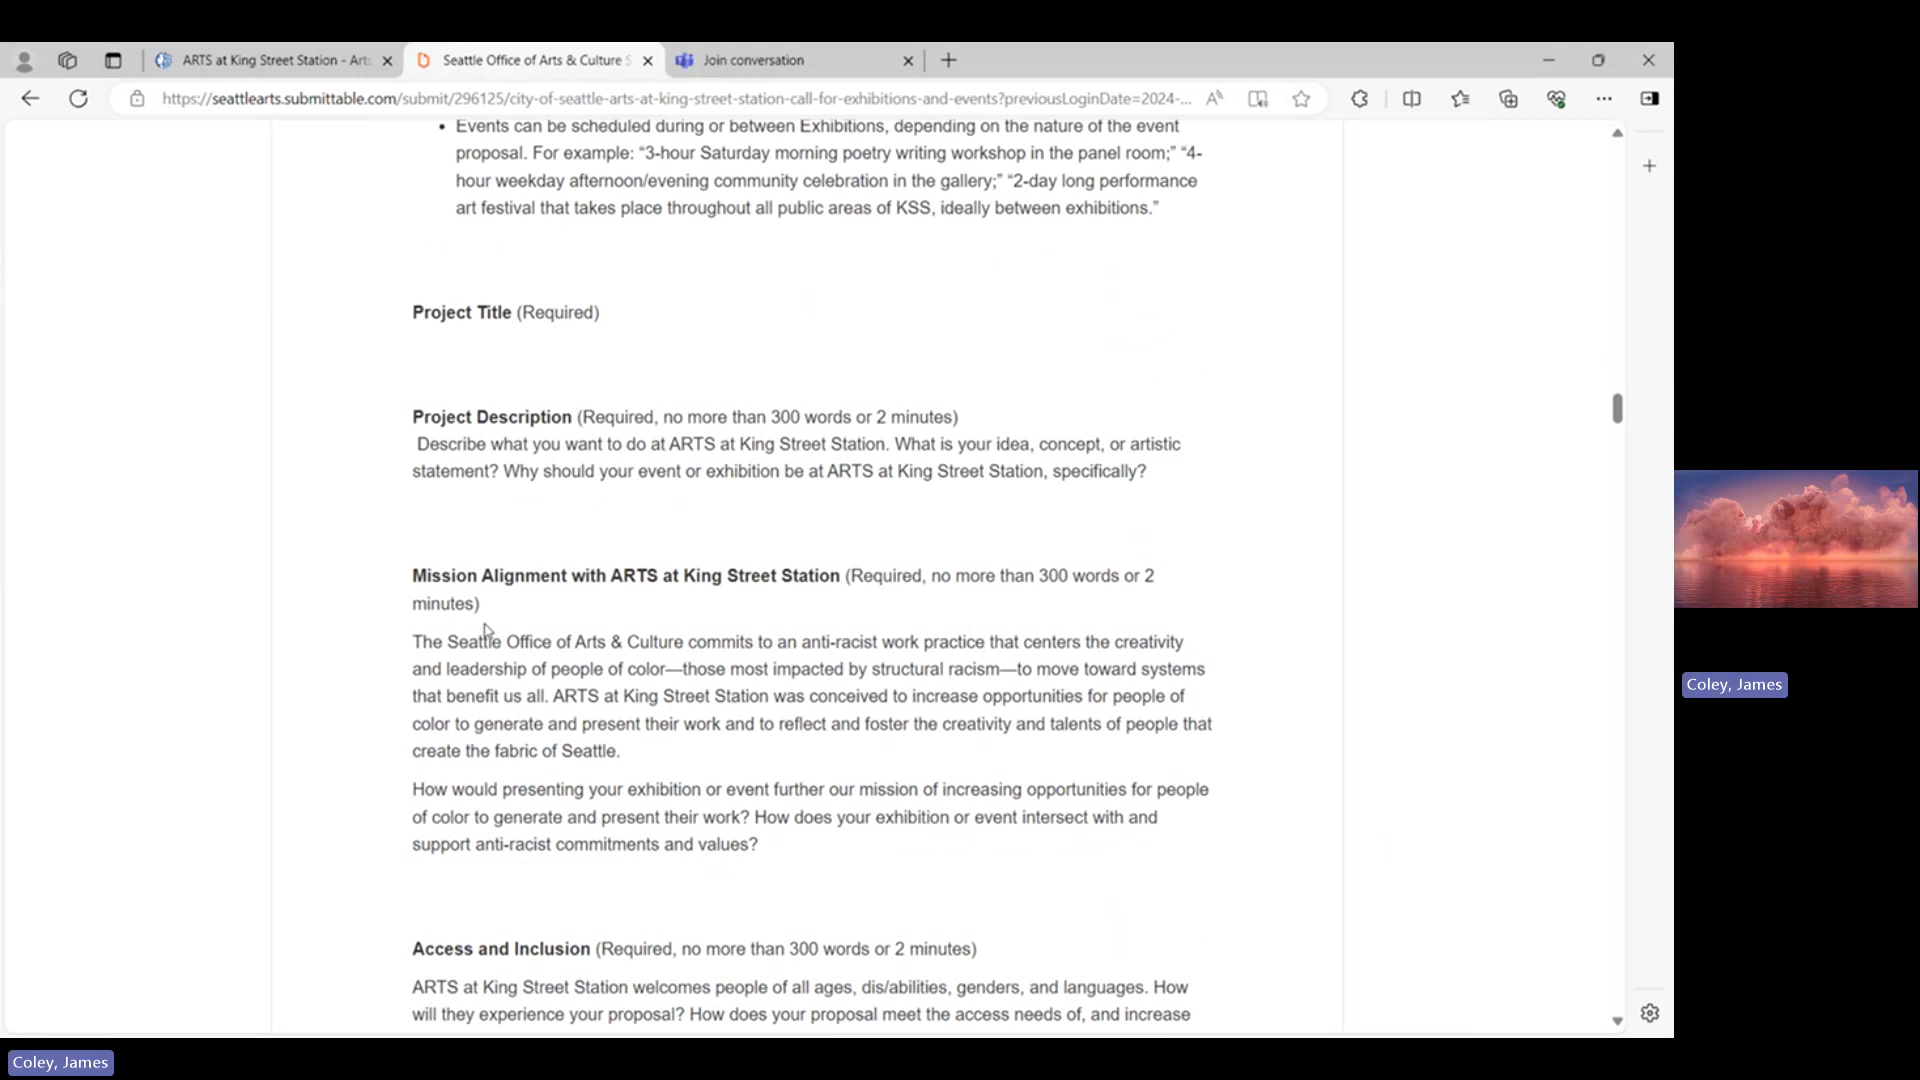 ARTS at King Street Station - Arts
Seattle Office of Arts & Culture S
Join conversation
https://seattlearts.submittable.com/submit/296125/city-of-seattle-arts-at-king-street-station-call-for-exhibitions-and-events?previousLoginDate=2024-...
• Events can be scheduled during or between Exhibitions, depending on the nature of the event
proposal. For example: “3-hour Saturday morning poetry writing workshop in the panel room;” “4-
hour weekday afternoon/evening community celebration in the gallery;” “2-day long performance
art festival that takes place throughout all public areas of KSS, ideally between exhibitions.”
Project Title (Required)
Project Description (Required, no more than 300 words or 2 minutes)
Describe what you want to do at ARTS at King Street Station. What is your idea, concept, or artistic
statement? Why should your event or exhibition be at ARTS at King Street Station, specifically?
Mission Alignment with ARTS at King Street Station (Required, no more than 300 words or 2
minutes)
The Seattle Office of Arts & Culture commits to an anti-racist work practice that centers the creativity
and leadership of people of color—those most impacted by structural racism—to move toward systems
that benefit us all. ARTS at King Street Station was conceived to increase opportunities for people of
color to generate and present their work and to reflect and foster the creativity and talents of people that
create the fabric of Seattle.
How would presenting your exhibition or event further our mission of increasing opportunities for people
of color to generate and present their work? How does your exhibition or event intersect with and
support anti-racist commitments and values?
Access and Inclusion (Required, no more than 300 words or 2 minutes)
ARTS at King Street Station welcomes people of all ages, dis/abilities, genders, and languages. How
will they experience your proposal? How does your proposal meet the access needs of, and increase
Coley, James
Coley, James